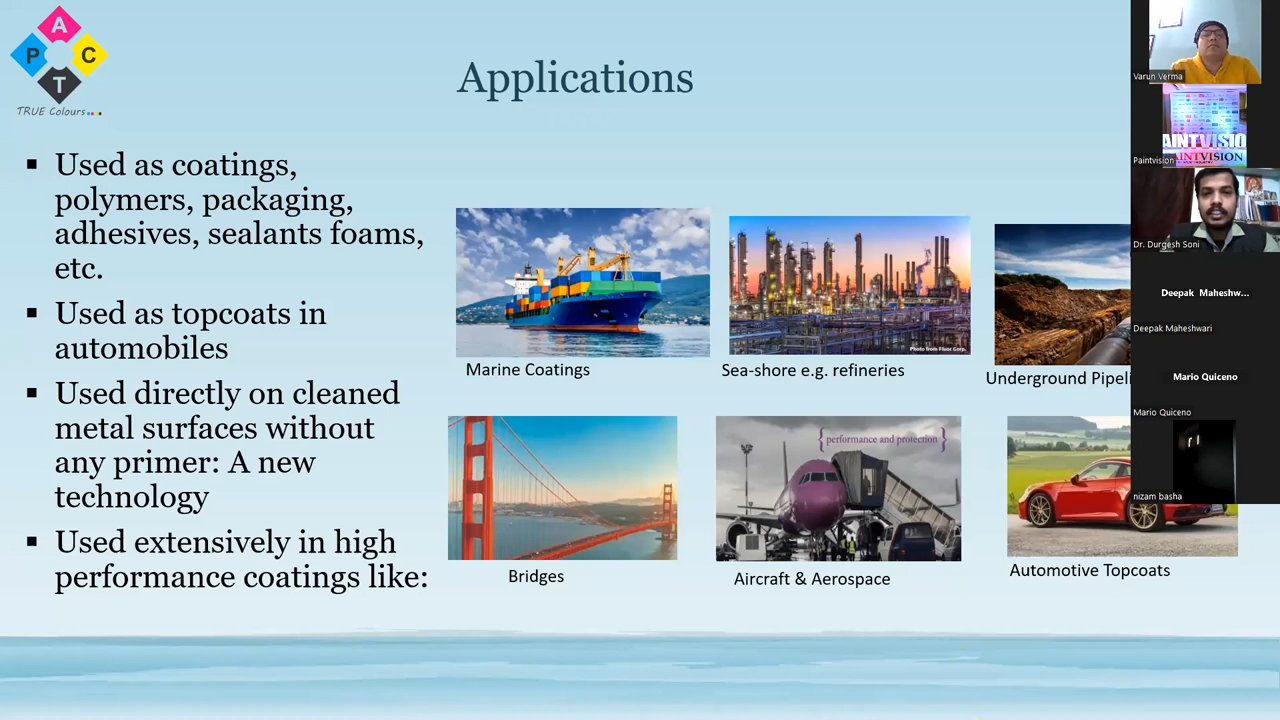 A
P
C
T
TRUE Colours...
Applications
▪ Used as coatings,
polymers, packaging,
adhesives, sealants foams,
etc.
▪ Used as topcoats in
automobiles
▪ Used directly on cleaned
metal surfaces without
any primer: A new
technology
▪ Used extensively in high
performance coatings like:
Photo from Fluor Corp.
Marine Coatings
Sea-shore e.g. refineries
Underground Pipeli
{performance and protection}
Bridges
Aircraft & Aerospace
Automotive Topcoats
Varun Verma
AINTVISIO
AINTVISION
Paintvision
Dr. Durgesh Soni
Deepak Maheshw...
Deepak Maheshwari
Mario Quiceno
Mario Quiceno
nizam basha